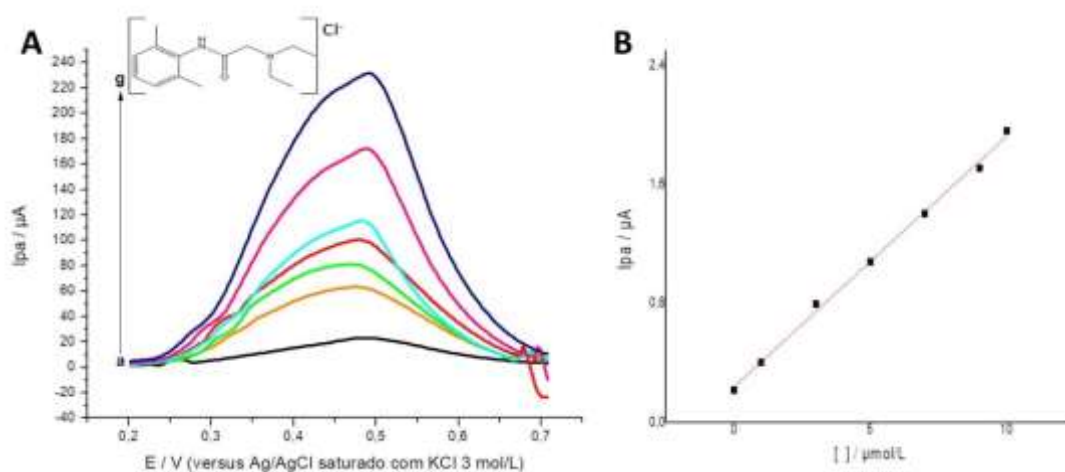 A
B
NH
O
Cl⁻
g
a
240
220
200
180
160
140
120
100
80
60
40
20
0
-20
-40
Ipa / µA
0,2
0,3
0,4
0,5
0,6
0,7
E / V (versus Ag/AgCl saturado com KCl 3 mol/L)
2.4
1.6
0.8
0.0
Ipa / µA
0
5
10
[ ] / µmol/L